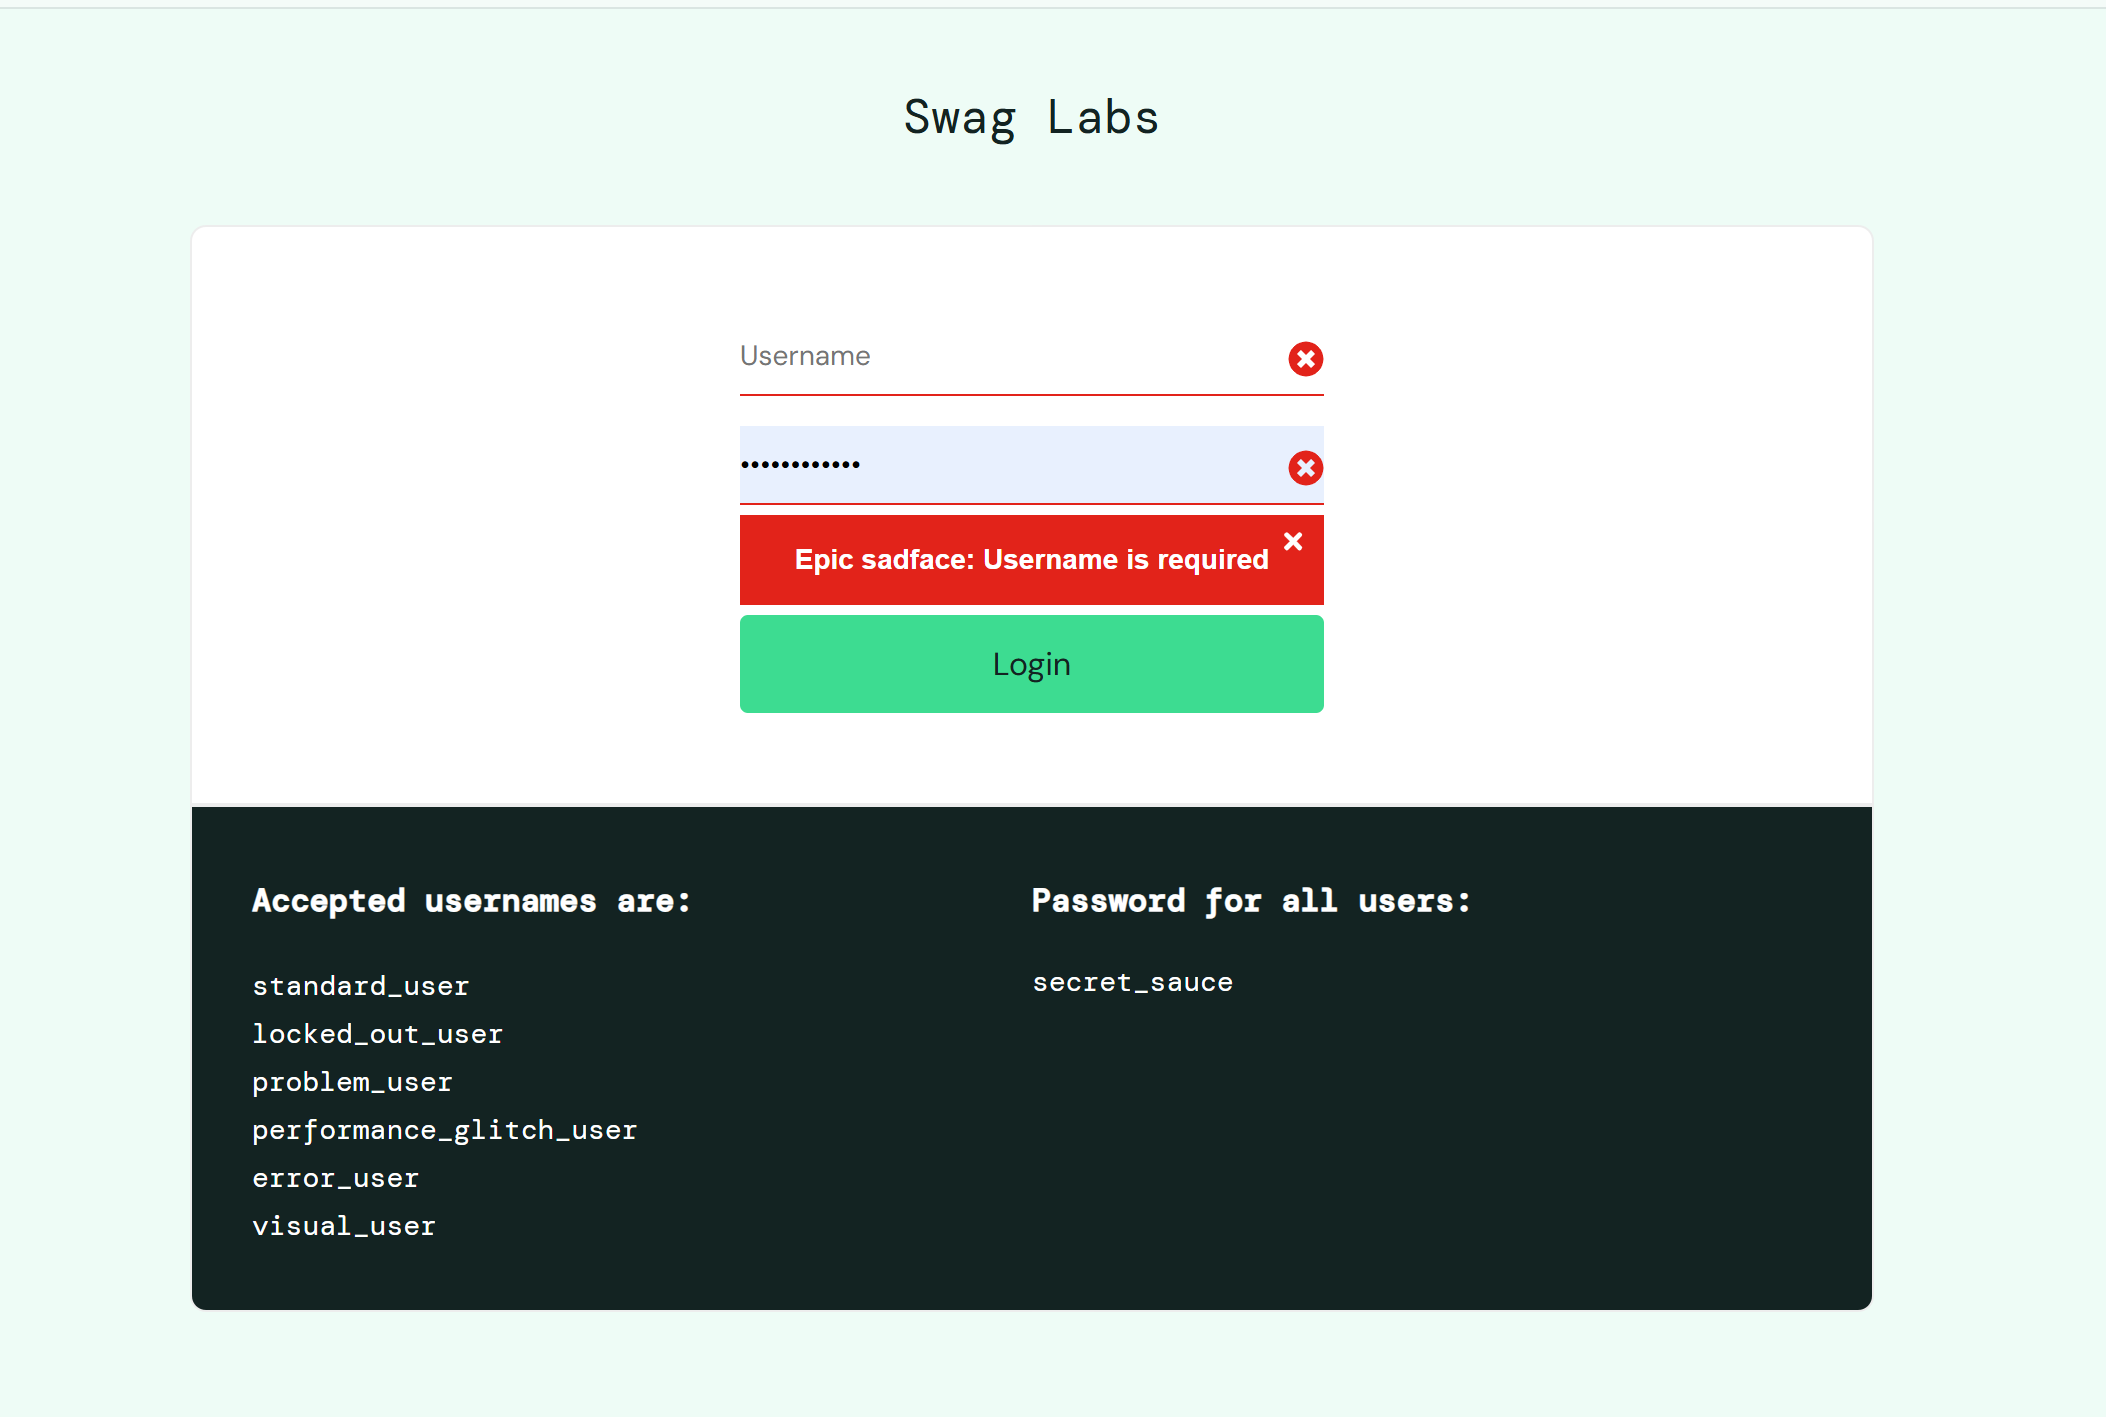 Swag Labs
Username
••••••••••••
Epic sadface: Username is required
Login
Accepted usernames are:
standard_user
locked_out_user
problem_user
performance_glitch_user
error_user
visual_user
Password for all users:
secret_sauce